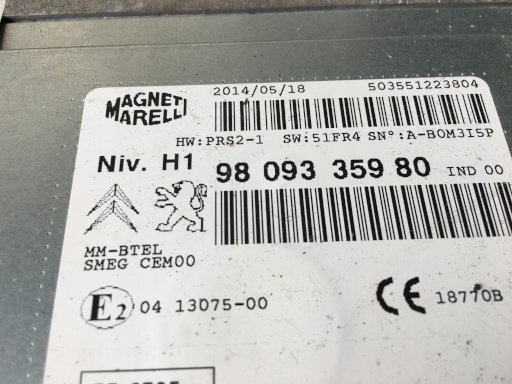 MAGNETI
MARELLI
2014/05/18 503551223804
HW:PRS2-1 SW:51FR4 SN°:A-BOM3I5P
Niv. H1 98 093 359 80 IND 00
MM-BTEL
SMEG CEM00
E2 04 13075-00 CE 18770B